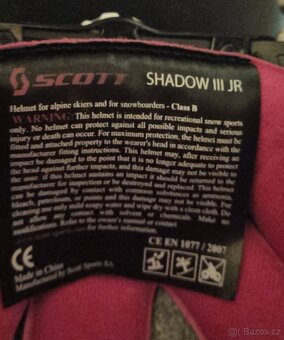 SCOTT SHADOW III JR
Helmet for alpine skiers and for snowboarders - Class B
WARNING: This helmet is intended for recreational snow sports
only. No helmet can protect against all possible impacts and serious
injury or death can occur. For maximum protection, the helmet must be
fitted and attached properly to the wearer's head in accordance with the
manufacturer fitting instructions. This helmet may, after receiving an
impact be damaged to the point that it is no longer adequate to protect
the head against further impacts, and this damage may not be visible to
the user. If this helmet sustains an impact it should be returned to the
manufacturer for inspection or be destroyed and replaced. This helmet
can be damaged by contact with common substances as ammonia,
bleach, petroleum, or paints and this damage may not be visible. For
cleaning use only mild soapy water and wipe dry with a clean cloth. Do
not allow contact with solvent or chemicals. Make no
modifications. Refer to the owner's manual
CE EN 1077 / 2007
CE
Made in China
Manufactured by Scott Sports SA
Bazos.cz